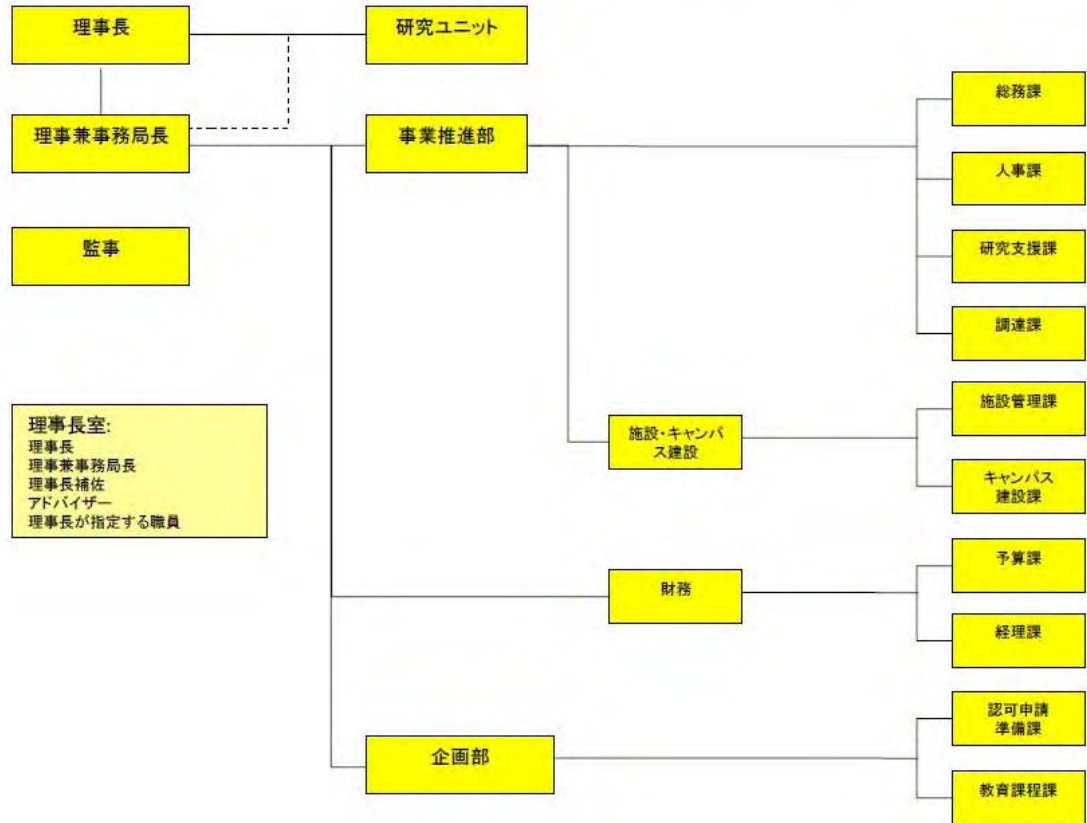 理事長
研究ユニット
総務課
理事兼事務局長
事業推進部
人事課
監事
研究支援課
調達課
理事長室:
理事長
理事兼事務局長
理事長補佐
アドバイザー
理事長が指定する職員
施設・キャンパ
ス建設
施設管理課
キャンパス
建設課
財務
予算課
経理課
企画部
認可申請
準備課
教育課程課